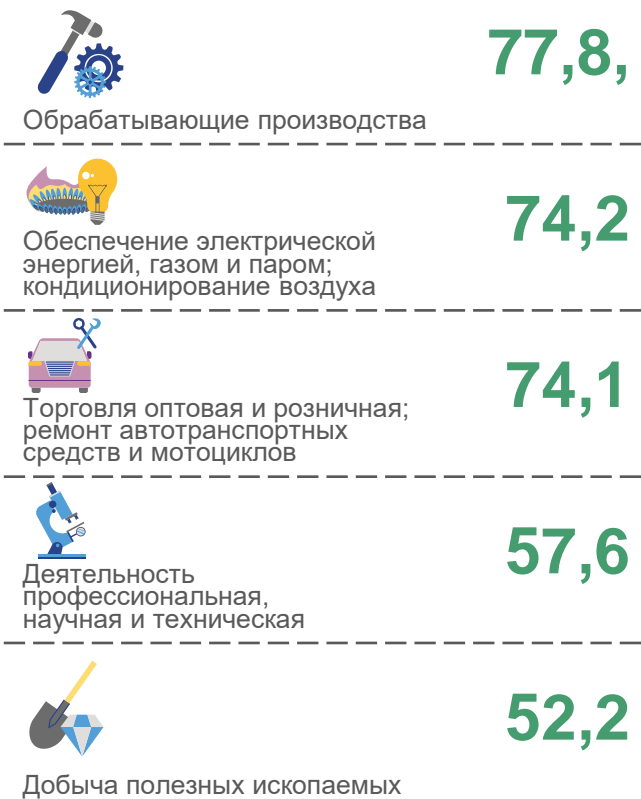 77,8,
Обрабатывающие производства
74,2
Обеспечение электрической
энергией, газом и паром;
кондиционирование воздуха
74,1
Торговля оптовая и розничная;
ремонт автотранспортных
средств и мотоциклов
57,6
Деятельность
профессиональная,
научная и техническая
52,2
Добыча полезных ископаемых